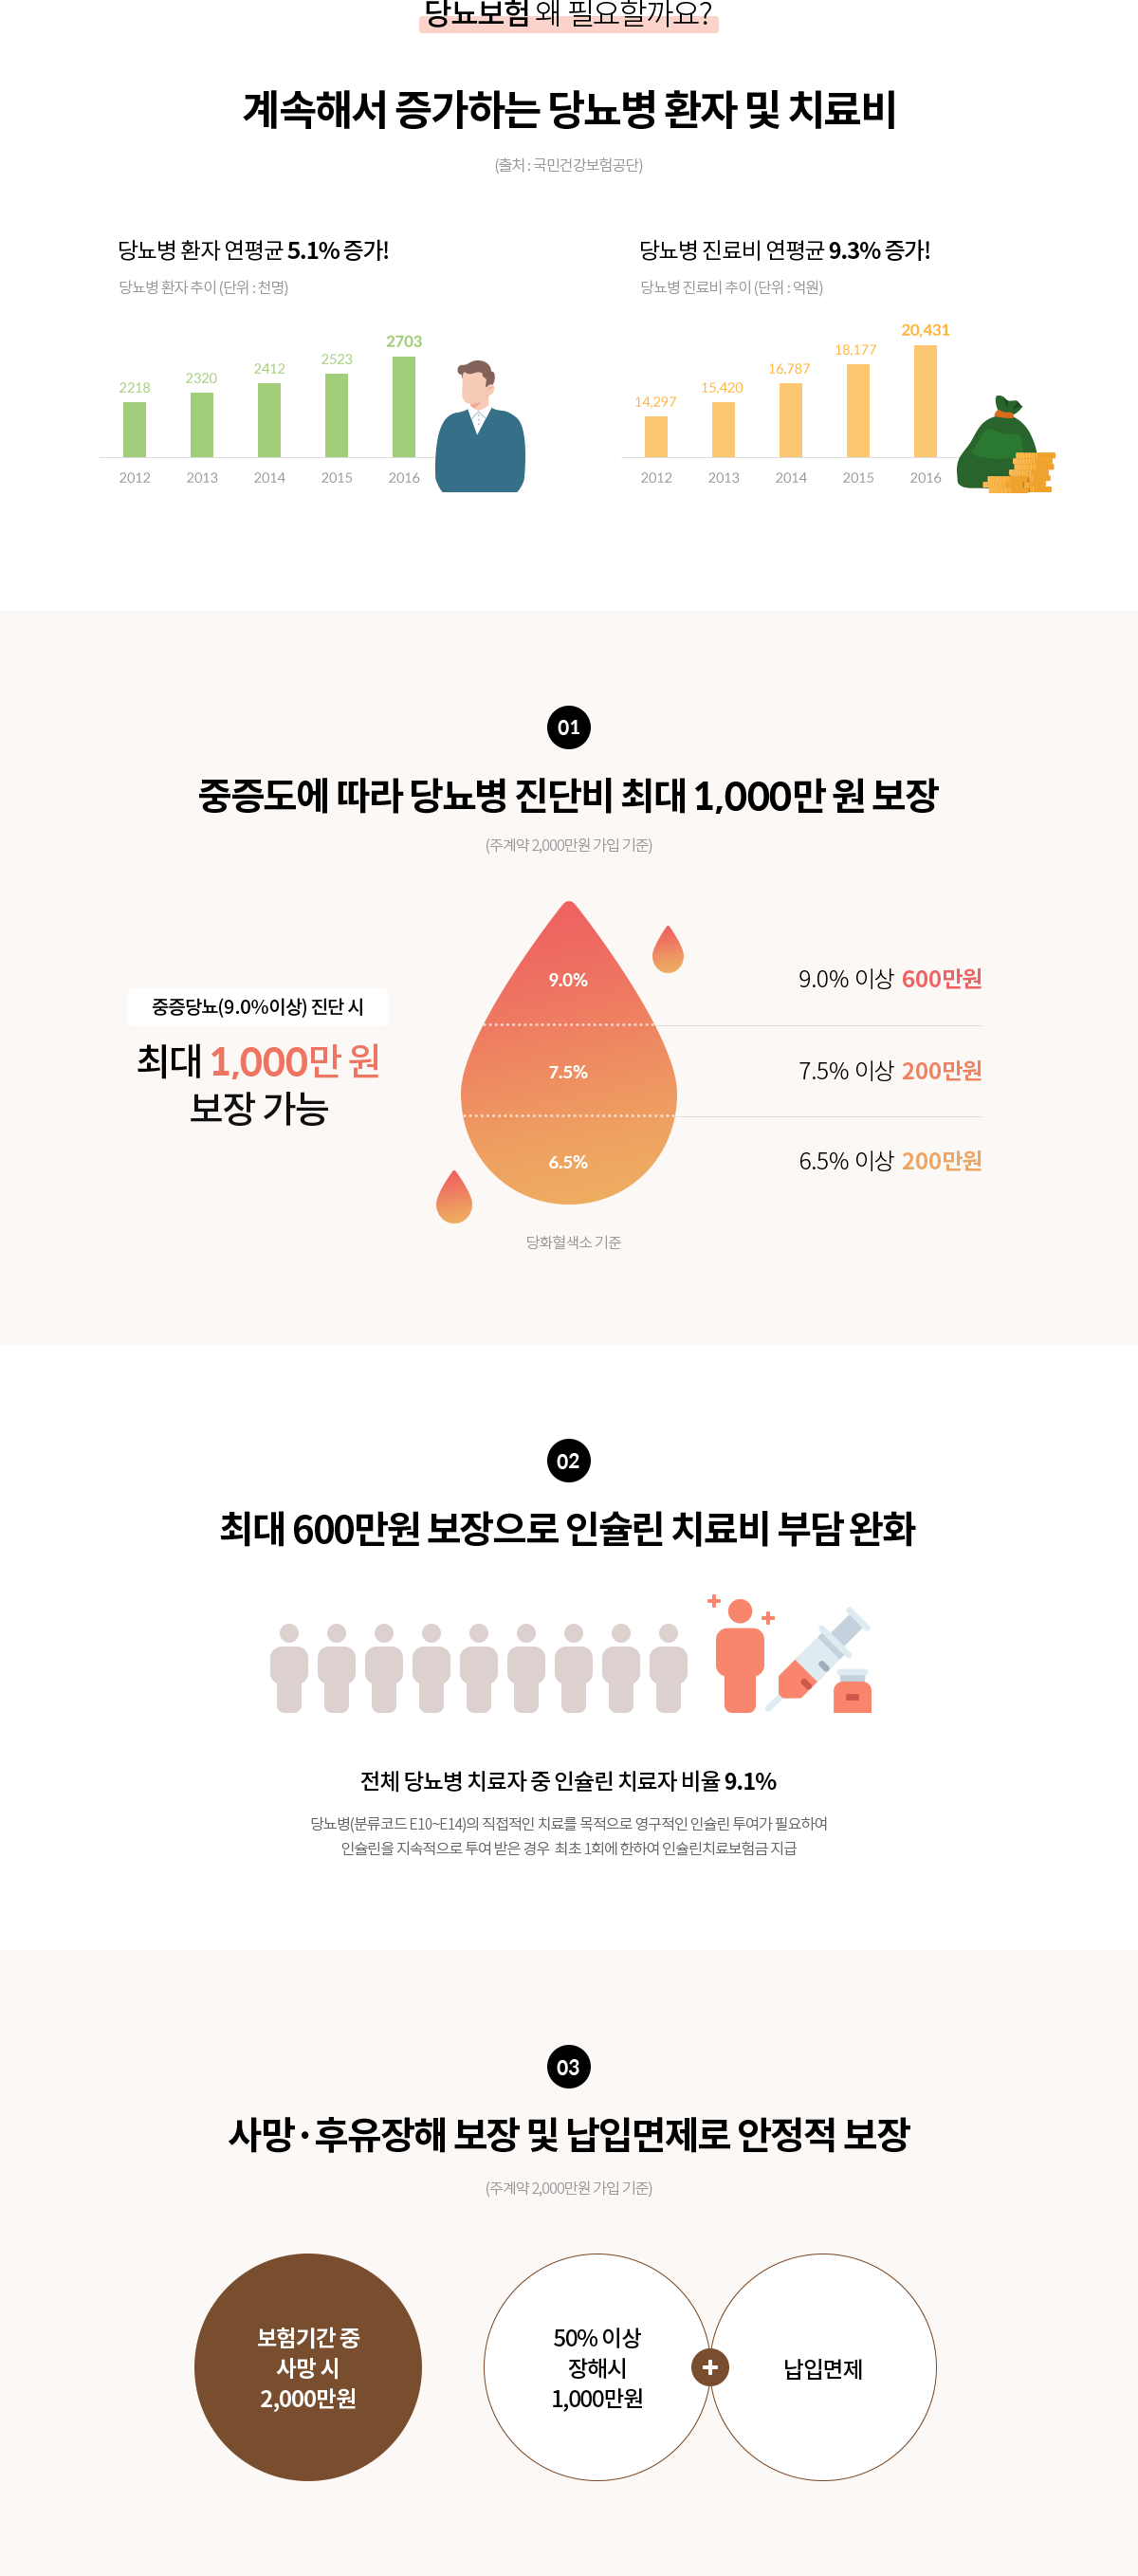 당뇨보험 왜 필요할까요?
계속해서 증가하는 당뇨병 환자 및 치료비
(출처 : 국민건강보험공단)
당뇨병 환자 연평균 5.1% 증가!
당뇨병 환자 추이 (단위 : 천명)
2218
2320
2412
2523
2703
2012
2013
2014
2015
2016
당뇨병 진료비 연평균 9.3% 증가!
당뇨병 진료비 추이 (단위 : 억원)
14,297
15,420
16,787
18,177
20,431
2012
2013
2014
2015
2016
01
중증도에 따라 당뇨병 진단비 최대 1,000만 원 보장
(주계약 2,000만원 가입 기준)
중증당뇨(9.0%이상) 진단 시
최대 1,000만 원
보장 가능
9.0%
7.5%
6.5%
당화혈색소 기준
9.0% 이상 600만원
7.5% 이상 200만원
6.5% 이상 200만원
02
최대 600만원 보장으로 인슐린 치료비 부담 완화
전체 당뇨병 치료자 중 인슐린 치료자 비율 9.1%
당뇨병(분류코드 E10~E14)의 직접적인 치료를 목적으로 영구적인 인슐린 투여가 필요하여
인슐린을 지속적으로 투여 받은 경우 최초 1회에 한하여 인슐린치료보험금 지급
03
사망·후유장해 보장 및 납입면제로 안정적 보장
(주계약 2,000만원 가입 기준)
보험기간 중
사망 시
2,000만원
50% 이상
장해시
1,000만원
+
납입면제